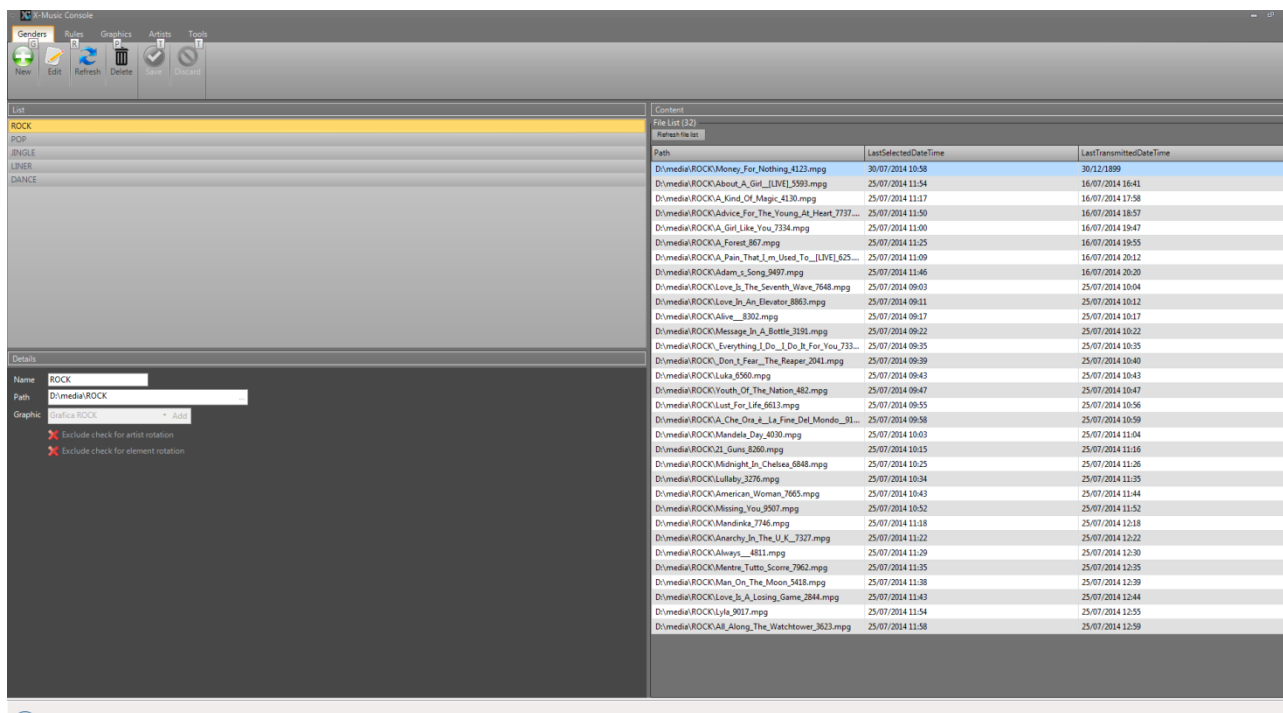 X-Music Console
Genders Rules Graphics Artists Tools
G R P T T
New Edit Refresh Delete Save Discard
List
ROCK
POP
JINGLE
LINER
DANCE
Details
Name ROCK
Path D:\media\ROCK ...
Graphic Grafica ROCK Add
Exclude check for artist rotation
Exclude check for element rotation
Content
File List (32)
Refresh file list
Path LastSelectedDateTime LastTransmittedDateTime
D:\media\ROCK\Money_For_Nothing_4123.mpg 30/07/2014 10:58 30/12/1899
D:\media\ROCK\About_A_Girl__[LIVE]_5593.mpg 25/07/2014 11:54 16/07/2014 16:41
D:\media\ROCK\A_Kind_Of_Magic_4130.mpg 25/07/2014 11:17 16/07/2014 17:58
D:\media\ROCK\Advice_For_The_Young_At_Heart_7737.... 25/07/2014 11:50 16/07/2014 18:57
D:\media\ROCK\A_Girl_Like_You_7334.mpg 25/07/2014 11:00 16/07/2014 19:47
D:\media\ROCK\A_Forest_867.mpg 25/07/2014 11:25 16/07/2014 19:55
D:\media\ROCK\A_Pain_That_I_m_Used_To__[LIVE]_625.... 25/07/2014 11:09 16/07/2014 20:12
D:\media\ROCK\Adam_s_Song_9497.mpg 25/07/2014 11:46 16/07/2014 20:20
D:\media\ROCK\Love_Is_The_Seventh_Wave_7648.mpg 25/07/2014 09:03 25/07/2014 10:04
D:\media\ROCK\Love_In_An_Elevator_8863.mpg 25/07/2014 09:11 25/07/2014 10:12
D:\media\ROCK\Alive__8302.mpg 25/07/2014 09:17 25/07/2014 10:17
D:\media\ROCK\Message_In_A_Bottle_3191.mpg 25/07/2014 09:22 25/07/2014 10:22
D:\media\ROCK\_Everything_I_Do__I_Do_It_For_You_733... 25/07/2014 09:35 25/07/2014 10:35
D:\media\ROCK\_Don_t_Fear__The_Reaper_2041.mpg 25/07/2014 09:39 25/07/2014 10:40
D:\media\ROCK\Luka_6560.mpg 25/07/2014 09:43 25/07/2014 10:43
D:\media\ROCK\Youth_Of_The_Nation_482.mpg 25/07/2014 09:47 25/07/2014 10:47
D:\media\ROCK\Lust_For_Life_6613.mpg 25/07/2014 09:55 25/07/2014 10:56
D:\media\ROCK\A_Che_Ora_è__La_Fine_Del_Mondo__91... 25/07/2014 09:58 25/07/2014 10:59
D:\media\ROCK\Mandela_Day_4030.mpg 25/07/2014 10:03 25/07/2014 11:04
D:\media\ROCK\21_Guns_8260.mpg 25/07/2014 10:15 25/07/2014 11:16
D:\media\ROCK\Midnight_In_Chelsea_6848.mpg 25/07/2014 10:25 25/07/2014 11:26
D:\media\ROCK\Lullaby_3276.mpg 25/07/2014 10:34 25/07/2014 11:35
D:\media\ROCK\American_Woman_7665.mpg 25/07/2014 10:43 25/07/2014 11:44
D:\media\ROCK\Missing_You_9507.mpg 25/07/2014 10:52 25/07/2014 11:52
D:\media\ROCK\Mandinka_7746.mpg 25/07/2014 11:18 25/07/2014 12:18
D:\media\ROCK\Anarchy_In_The_U_K__7327.mpg 25/07/2014 11:22 25/07/2014 12:22
D:\media\ROCK\Always___4811.mpg 25/07/2014 11:29 25/07/2014 12:30
D:\media\ROCK\Mentre_Tutto_Scorre_7962.mpg 25/07/2014 11:35 25/07/2014 12:35
D:\media\ROCK\Man_On_The_Moon_5418.mpg 25/07/2014 11:38 25/07/2014 12:39
D:\media\ROCK\Love_Is_A_Losing_Game_2844.mpg 25/07/2014 11:43 25/07/2014 12:44
D:\media\ROCK\Lyla_9017.mpg 25/07/2014 11:54 25/07/2014 12:55
D:\media\ROCK\All_Along_The_Watchtower_3623.mpg 25/07/2014 11:58 25/07/2014 12:59